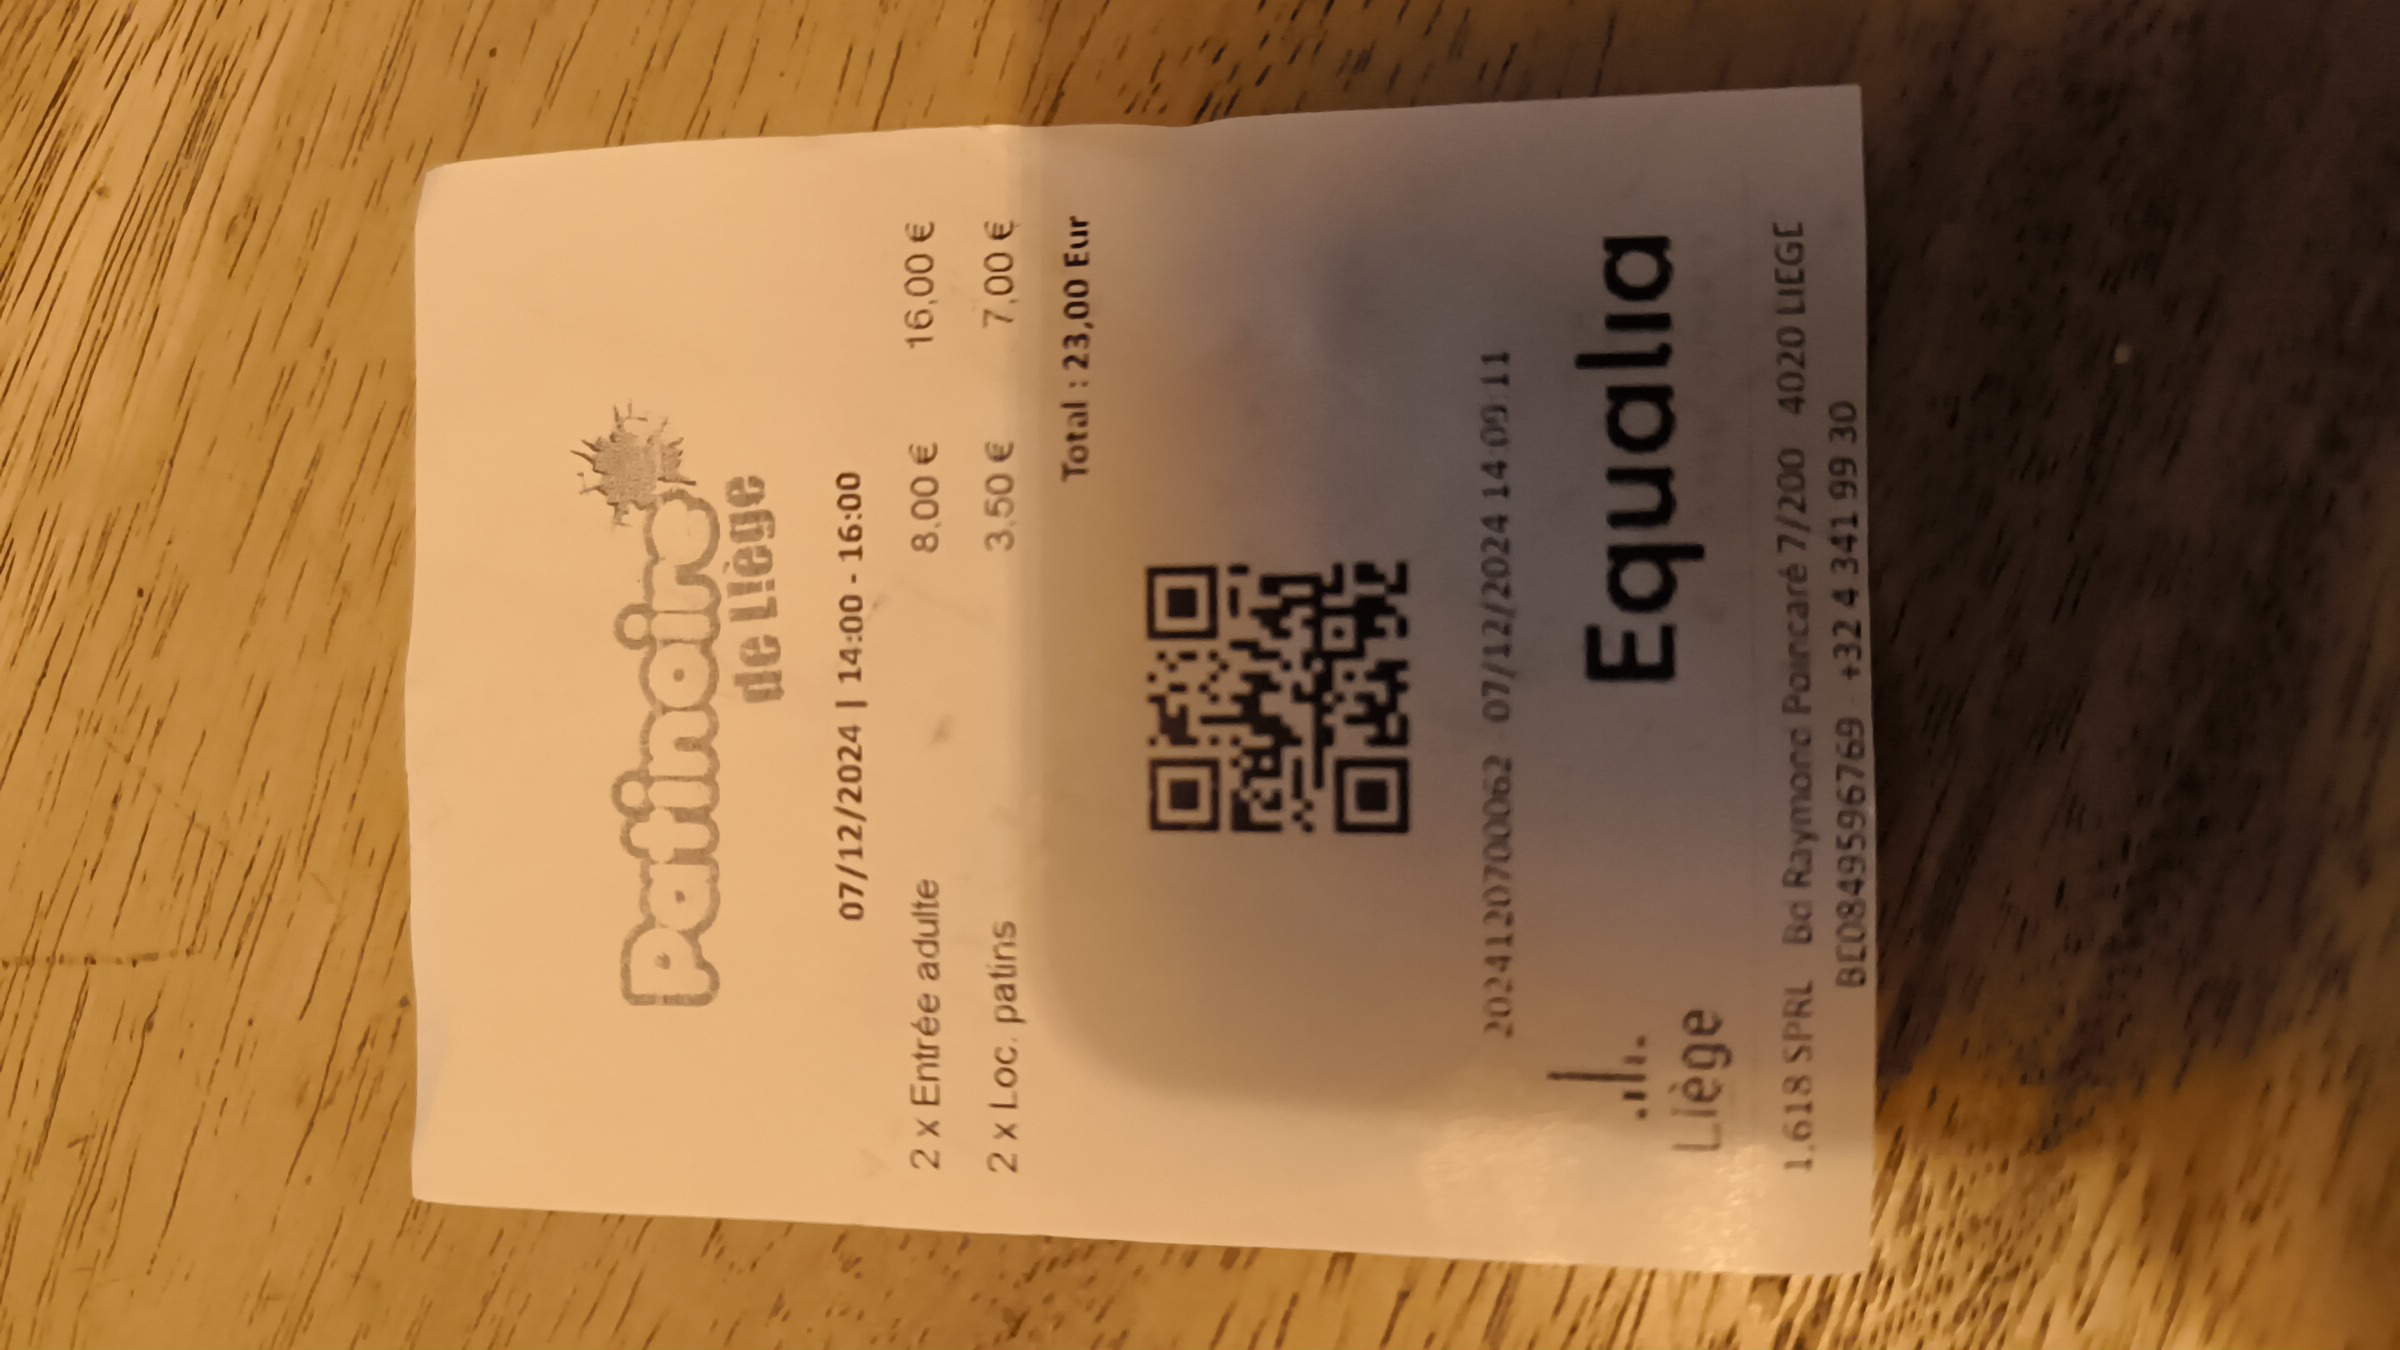 Patinoire
de Liège
07/12/2024 | 14:00 - 16:00
2 x Entrée adulte 8,00 € 16,00 €
2 x Loc. patins 3,50 € 7,00 €
Total : 23,00 Eur
20241207000062 07/12/2024 14:09:11
Liège
Equalia
1.618 SPRL Bd Raymond Poincaré 7/200 4020 LIEGE
BE0849596769 - +32 4 341 99 30